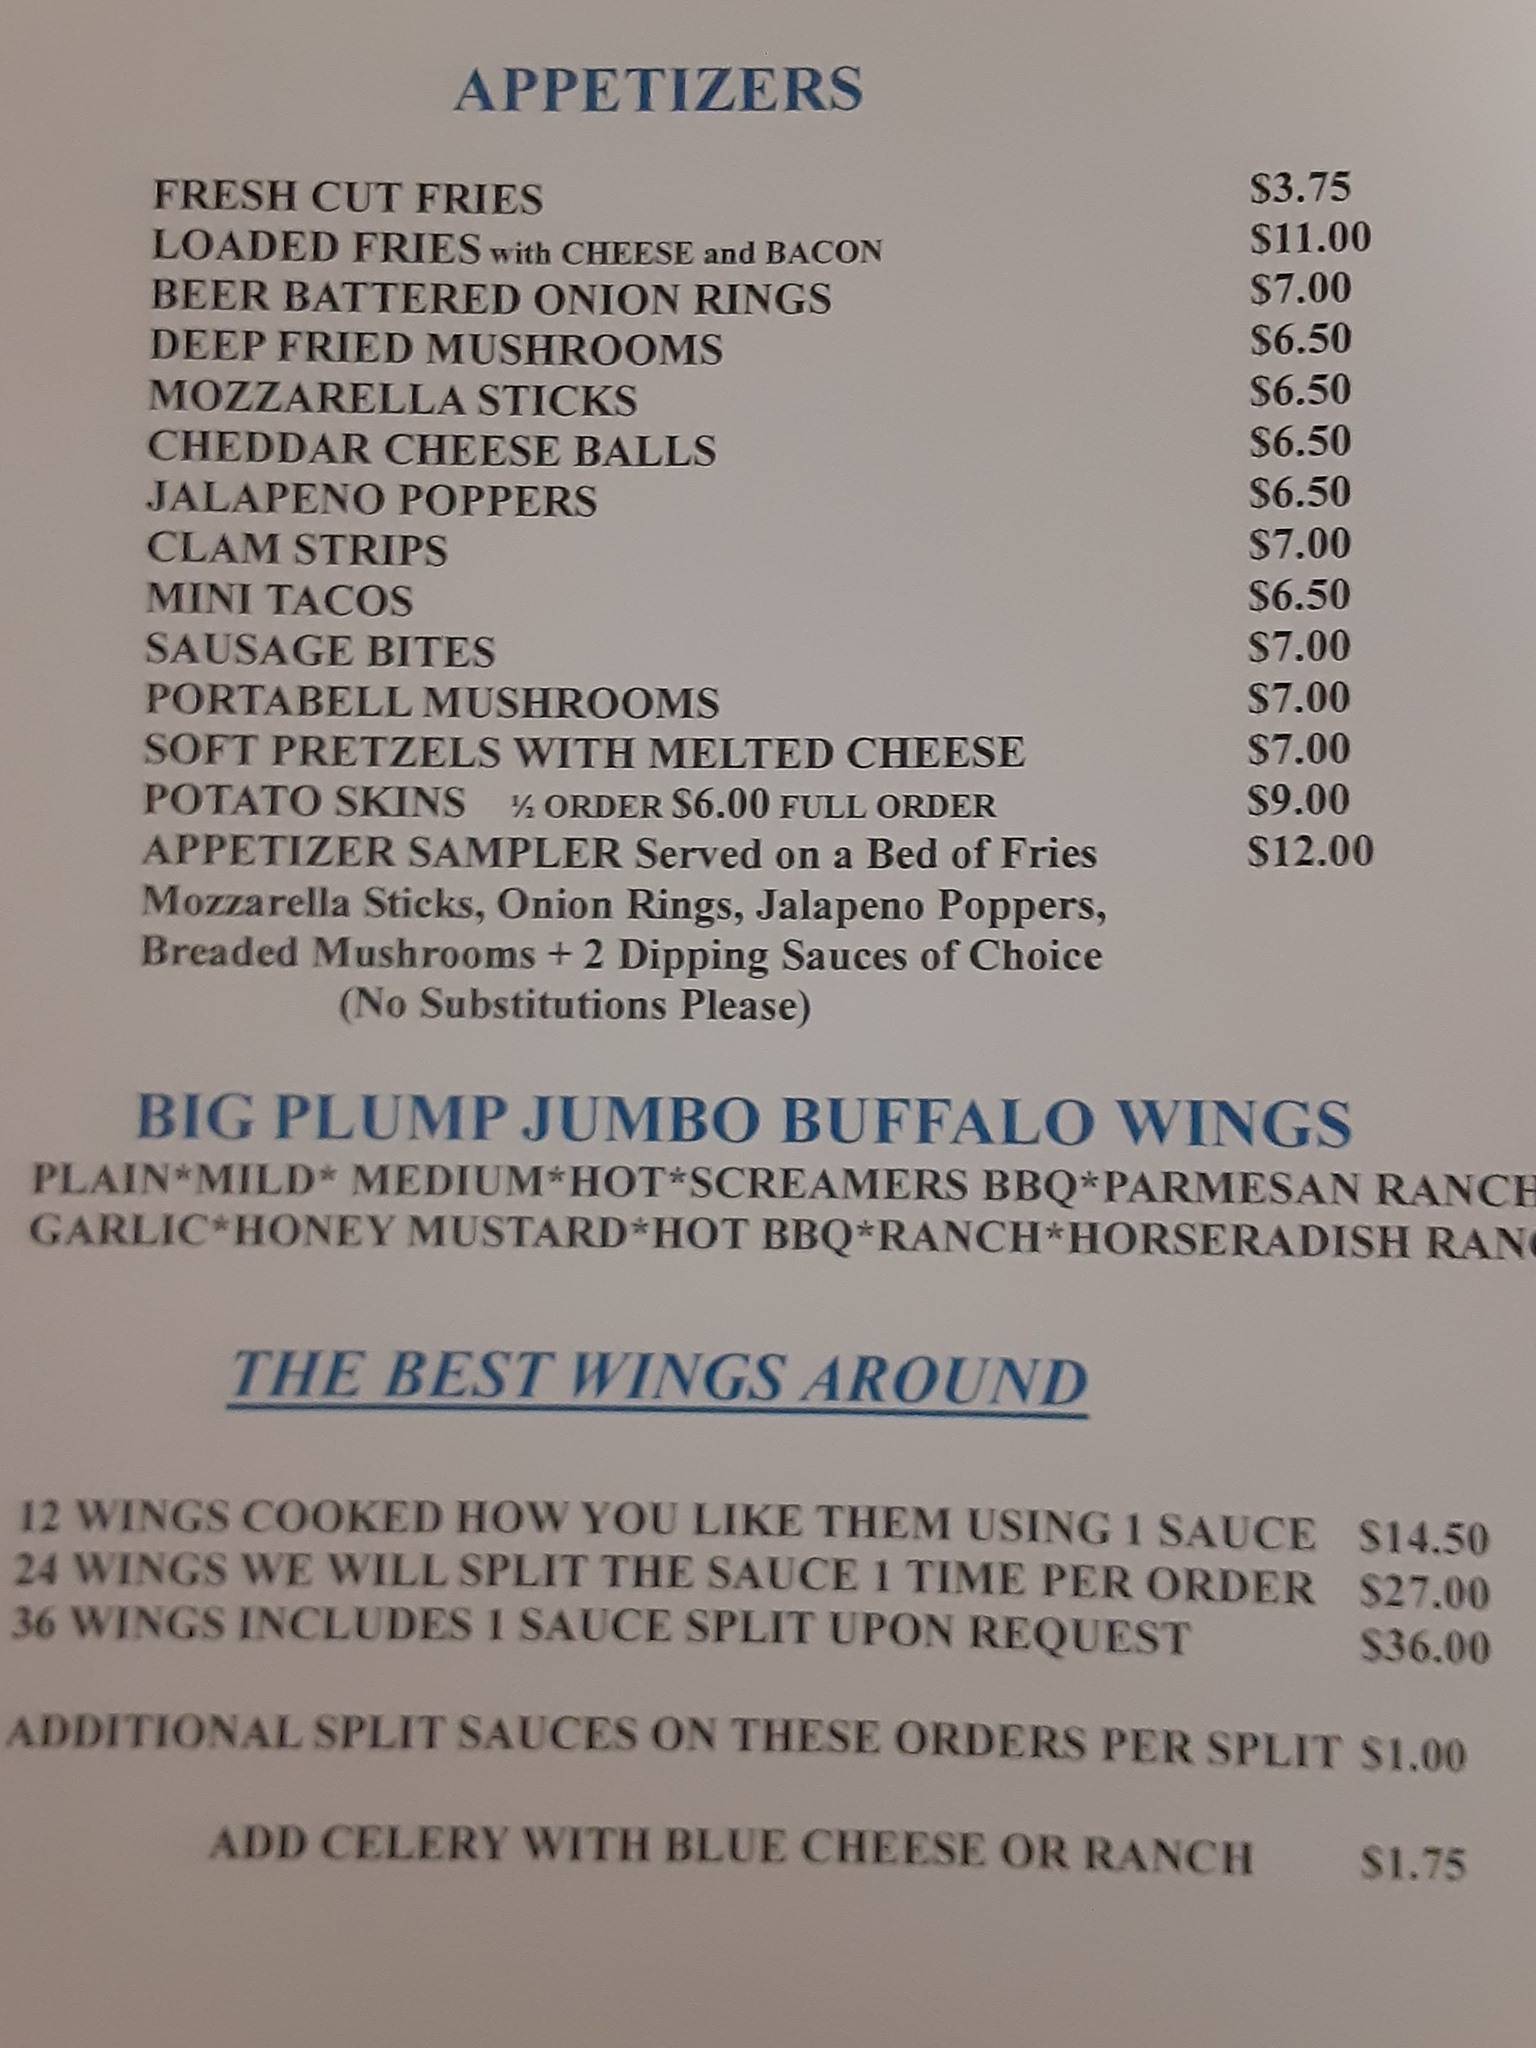 APPETIZERS
FRESH CUT FRIES $3.75
LOADED FRIES with CHEESE and BACON $11.00
BEER BATTERED ONION RINGS $7.00
DEEP FRIED MUSHROOMS $6.50
MOZZARELLA STICKS $6.50
CHEDDAR CHEESE BALLS $6.50
JALAPENO POPPERS $6.50
CLAM STRIPS $7.00
MINI TACOS $6.50
SAUSAGE BITES $7.00
PORTABELL MUSHROOMS $7.00
SOFT PRETZELS WITH MELTED CHEESE $7.00
POTATO SKINS ½ ORDER $6.00 FULL ORDER $9.00
APPETIZER SAMPLER Served on a Bed of Fries $12.00
Mozzarella Sticks, Onion Rings, Jalapeno Poppers,
Breaded Mushrooms + 2 Dipping Sauces of Choice
(No Substitutions Please)
BIG PLUMP JUMBO BUFFALO WINGS
PLAIN*MILD* MEDIUM*HOT*SCREAMERS BBQ*PARMESAN RANCH
GARLIC*HONEY MUSTARD*HOT BBQ*RANCH*HORSERADISH
THE BEST WINGS AROUND
12 WINGS COOKED HOW YOU LIKE THEM USING 1 SAUCE $14.50
24 WINGS WE WILL SPLIT THE SAUCE 1 TIME PER ORDER $27.00
36 WINGS INCLUDES 1 SAUCE SPLIT UPON REQUEST $36.00
ADDITIONAL SPLIT SAUCES ON THESE ORDERS PER SPLIT $1.00
ADD CELERY WITH BLUE CHEESE OR RANCH $1.75